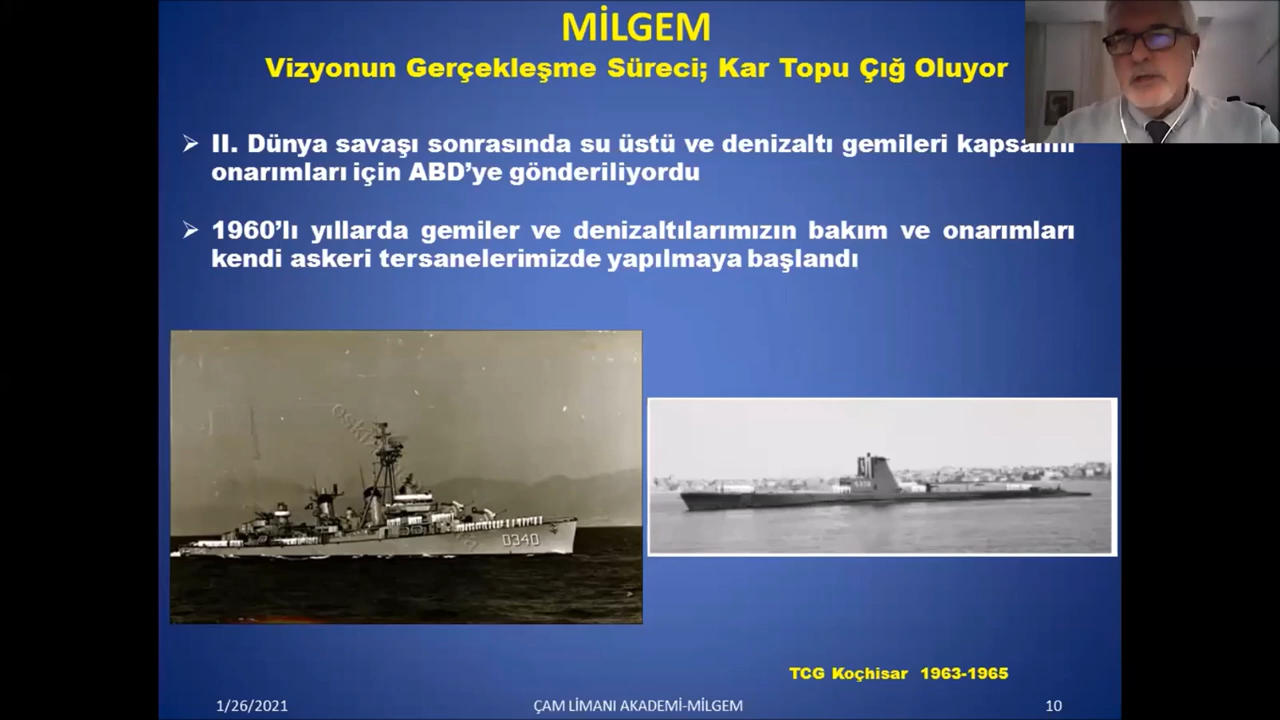 MİLGEM
Vizyonun Gerçekleşme Süreci; Kar Topu Çığ Oluyor
II. Dünya savaşı sonrasında su üstü ve denizaltı gemileri
onarımları için ABD’ye gönderiliyordu
1960’lı yıllarda gemiler ve denizaltılarımızın bakım ve onarımları
kendi askeri tersanelerimizde yapılmaya başlandı
D340
TCG Koçhisar 1963-1965
1/26/2021
ÇAM LİMANI AKADEMİ-MİLGEM
10